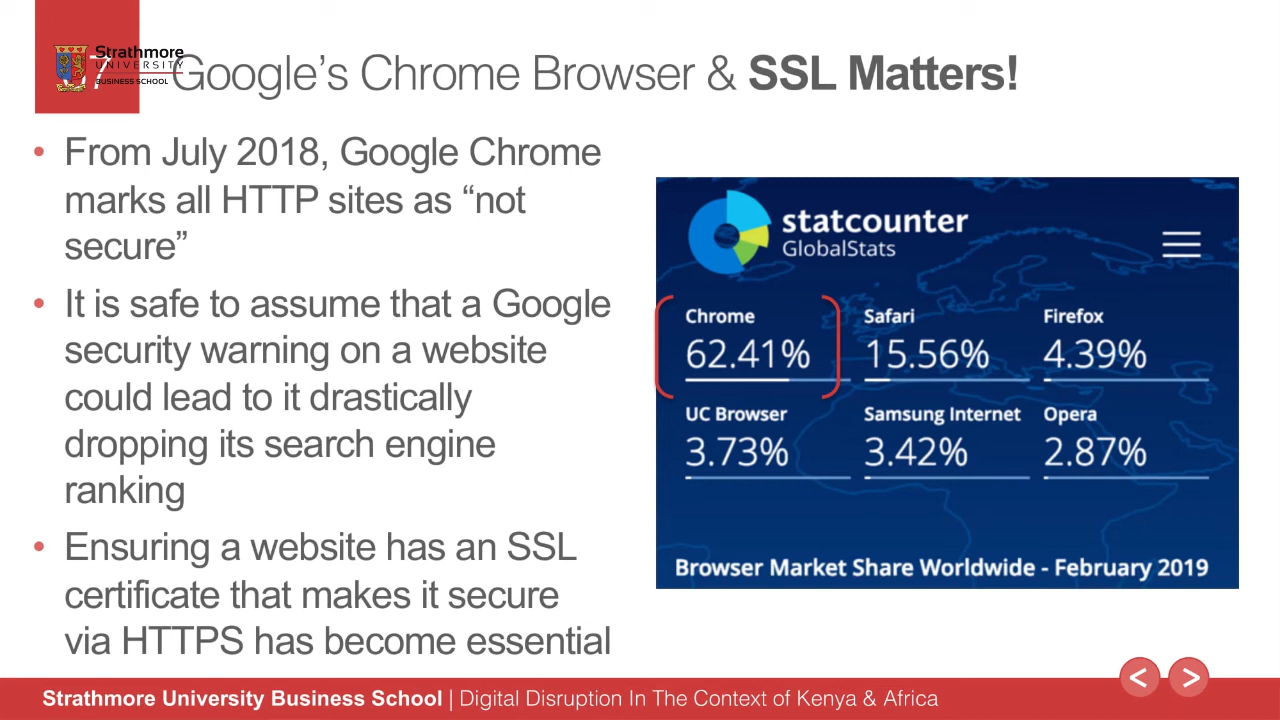 Strathmore
UNIVERSITY
BUSINESS SCHOOL
7
Google’s Chrome Browser & SSL Matters!
• From July 2018, Google Chrome
marks all HTTP sites as “not
secure”
• It is safe to assume that a Google
security warning on a website
could lead to it drastically
dropping its search engine
ranking
• Ensuring a website has an SSL
certificate that makes it secure
via HTTPS has become essential
statcounter
GlobalStats
Chrome Safari Firefox
62.41% 15.56% 4.39%
UC Browser Samsung Internet Opera
3.73% 3.42% 2.87%
Browser Market Share Worldwide - February 2019
Strathmore University Business School | Digital Disruption In The Context of Kenya & Africa
< >